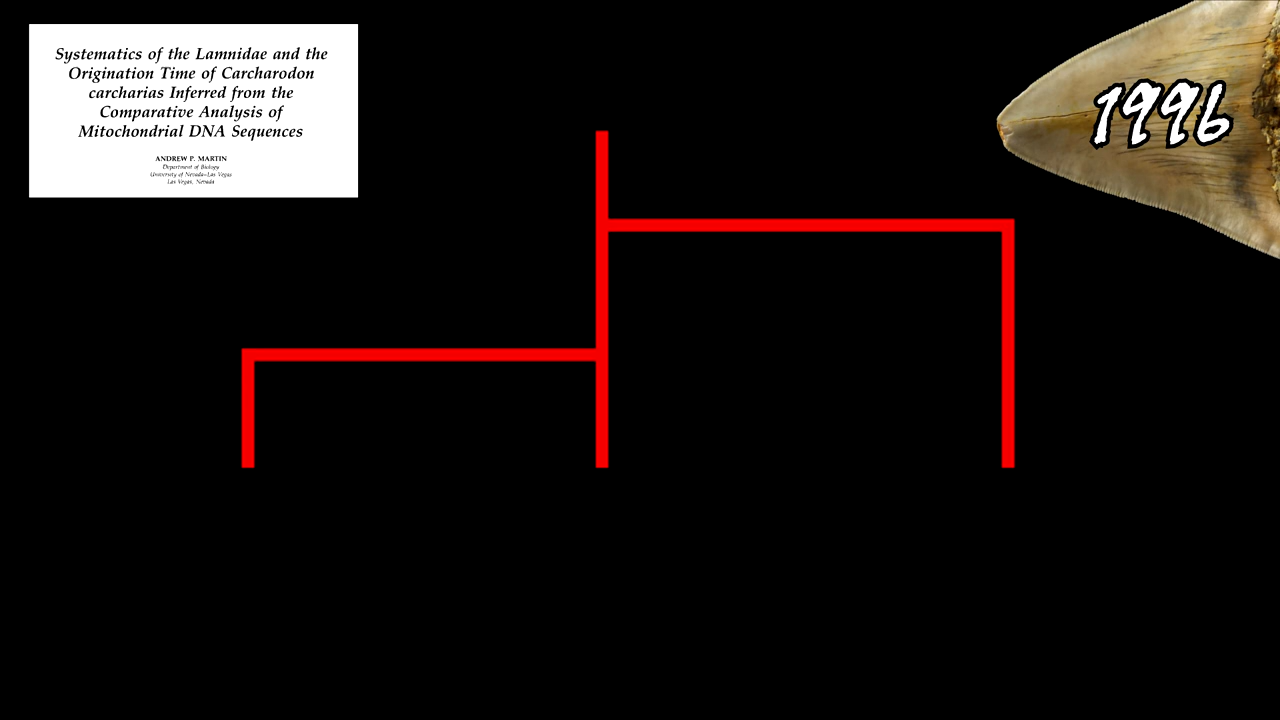 Systematics of the Lamnidae and the
Origination Time of Carcharodon
carcharias Inferred from the
Comparative Analysis of
Mitochondrial DNA Sequences
ANDREW P. MARTIN
Department of Biology
University of Nevada–Las Vegas
Las Vegas, Nevada
1996